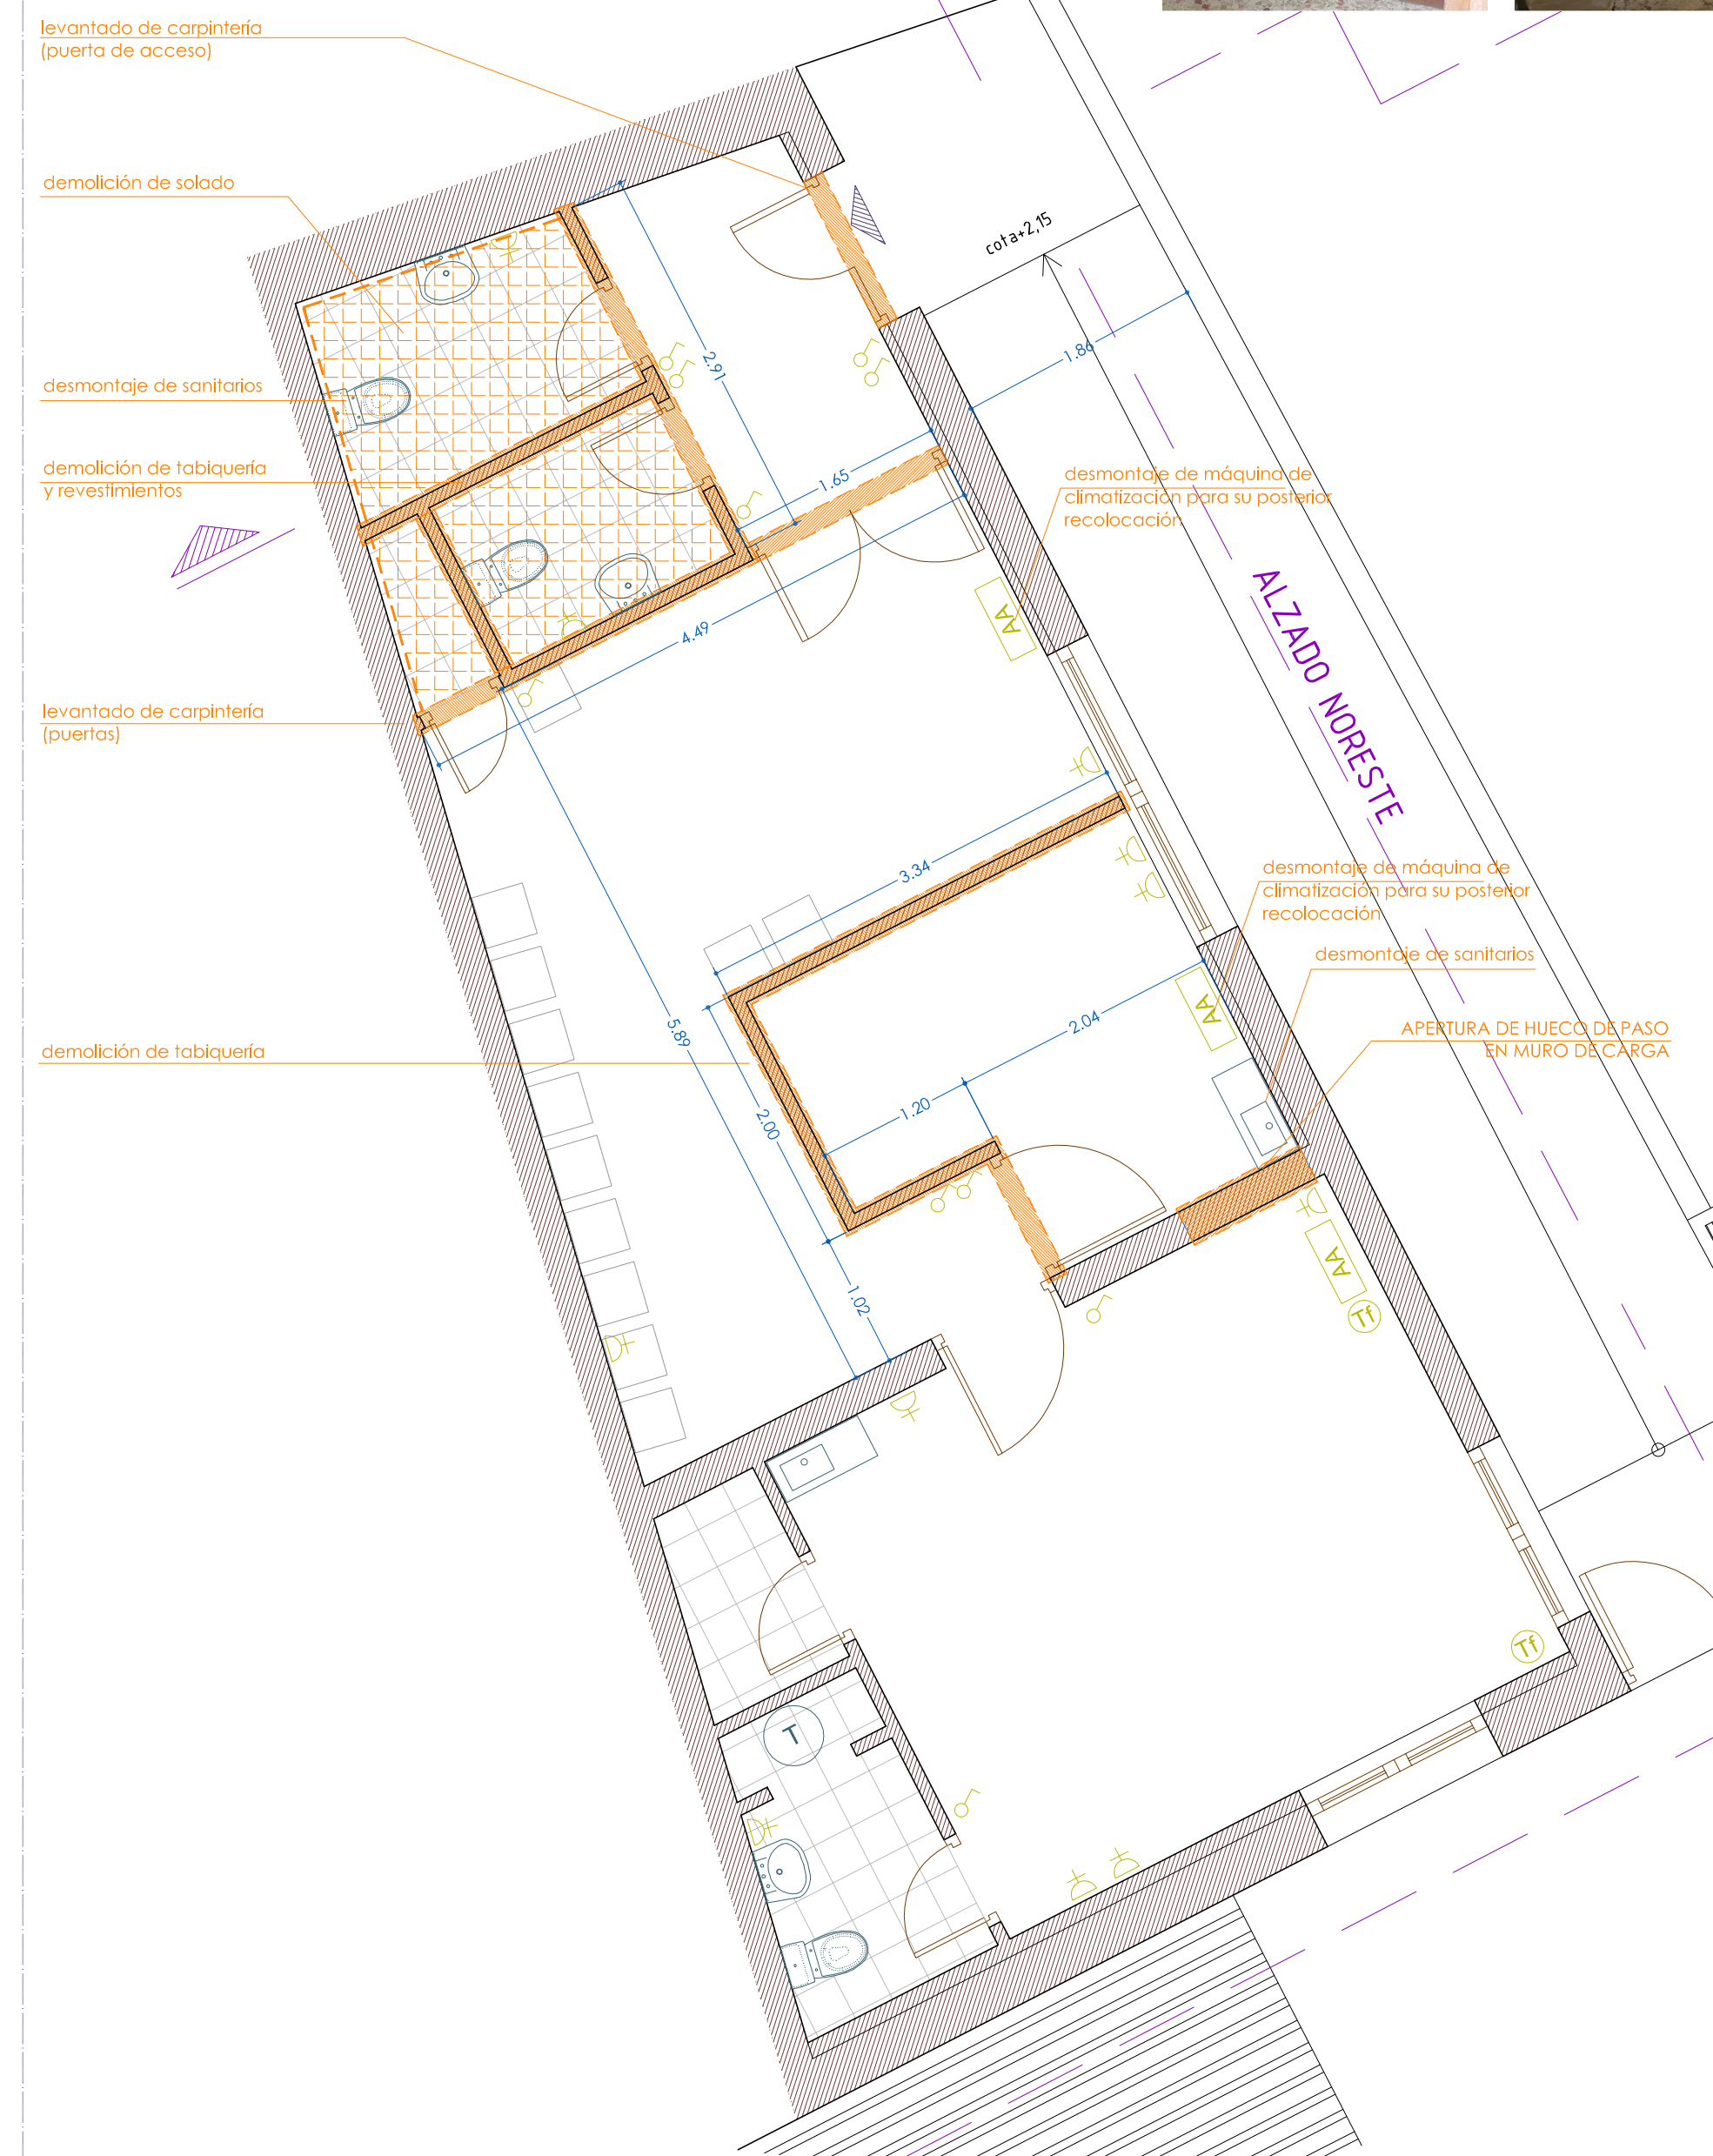 levantado de carpintería
(puerta de acceso)
demolición de solado
cota+2,15
2.91
1.86
desmontaje de sanitarios
demolición de tabiquería
y revestimientos
1.65
desmontaje de máquina de
climatización para su posterior
recolocación
AA
4.49
ALZADO NORESTE
levantado de carpintería
(puertas)
3.34
desmontaje de máquina de
climatización para su posterior
recolocación
desmontaje de sanitarios
AA
2.04
APERTURA DE HUECO DE PASO
EN MURO DE CARGA
5.89
demolición de tabiquería
2.00
1.20
AA
Tf
1.02
Tf
T